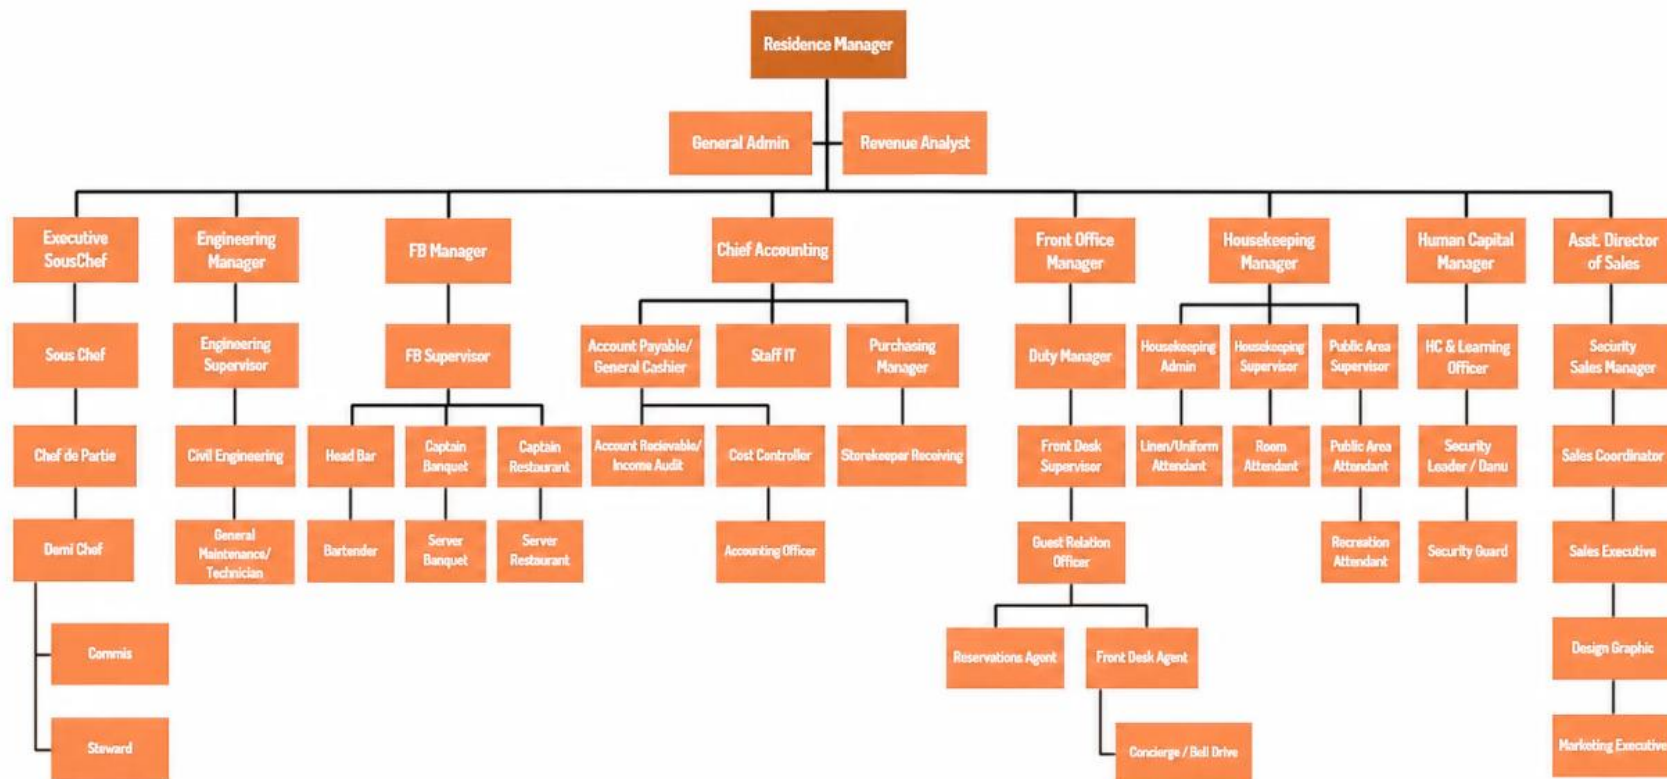 Residence Manager
General Admin
Revenue Analyst
Executive
SousChef
Engineering
Manager
FB Manager
Chief Accounting
Front Office
Manager
Housekeeping
Manager
Human Capital
Manager
Asst. Director
of Sales
Sous Chef
Engineering
Supervisor
FB Supervisor
Account Payable/
General Cashier
Staff IT
Purchasing
Manager
Duty Manager
Housekeeping
Admin
Housekeeping
Supervisor
Public Area
Supervisor
HC & Learning
Officer
Security
Sales Manager
Chef de Partie
Civil Engineering
Head Bar
Captain
Banquet
Captain
Restaurant
Account Recievable/
Income Audit
Cost Controller
Storekeeper Receiving
Front Desk
Supervisor
Linen/Uniform
Attendant
Room
Attendant
Public Area
Attendant
Security
Leader / Danu
Sales Coordinator
Demi Chef
General
Maintenance/
Technician
Bartender
Server
Banquet
Server
Restaurant
Accounting Officer
Guest Relation
Officer
Recreation
Attendant
Security Guard
Sales Executive
Commis
Reservations Agent
Front Desk Agent
Design Graphic
Steward
Concierge / Bell Drive
Marketing Executive